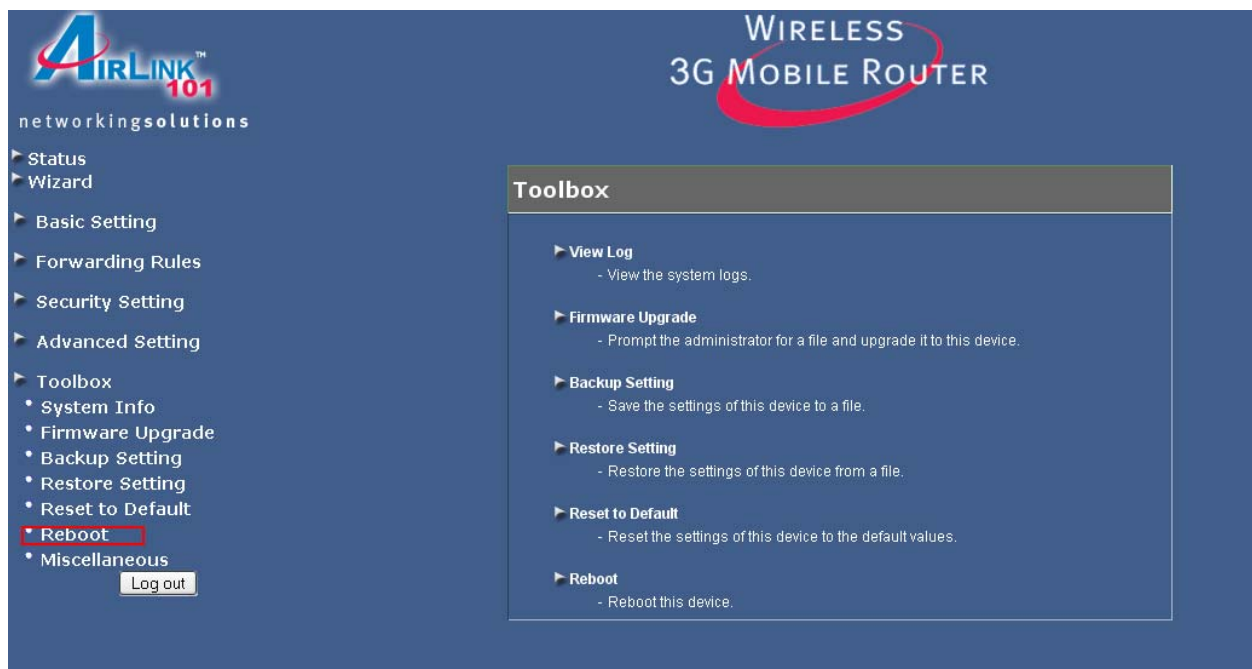 AirLink™
101
networkingsolutions
WIRELESS
3G MOBILE ROUTER
Status
Wizard
Basic Setting
Forwarding Rules
Security Setting
Advanced Setting
Toolbox
System Info
Firmware Upgrade
Backup Setting
Restore Setting
Reset to Default
Reboot
Miscellaneous
Log out
Toolbox
View Log
- View the system logs.
Firmware Upgrade
- Prompt the administrator for a file and upgrade it to this device.
Backup Setting
- Save the settings of this device to a file.
Restore Setting
- Restore the settings of this device from a file.
Reset to Default
- Reset the settings of this device to the default values.
Reboot
- Reboot this device.